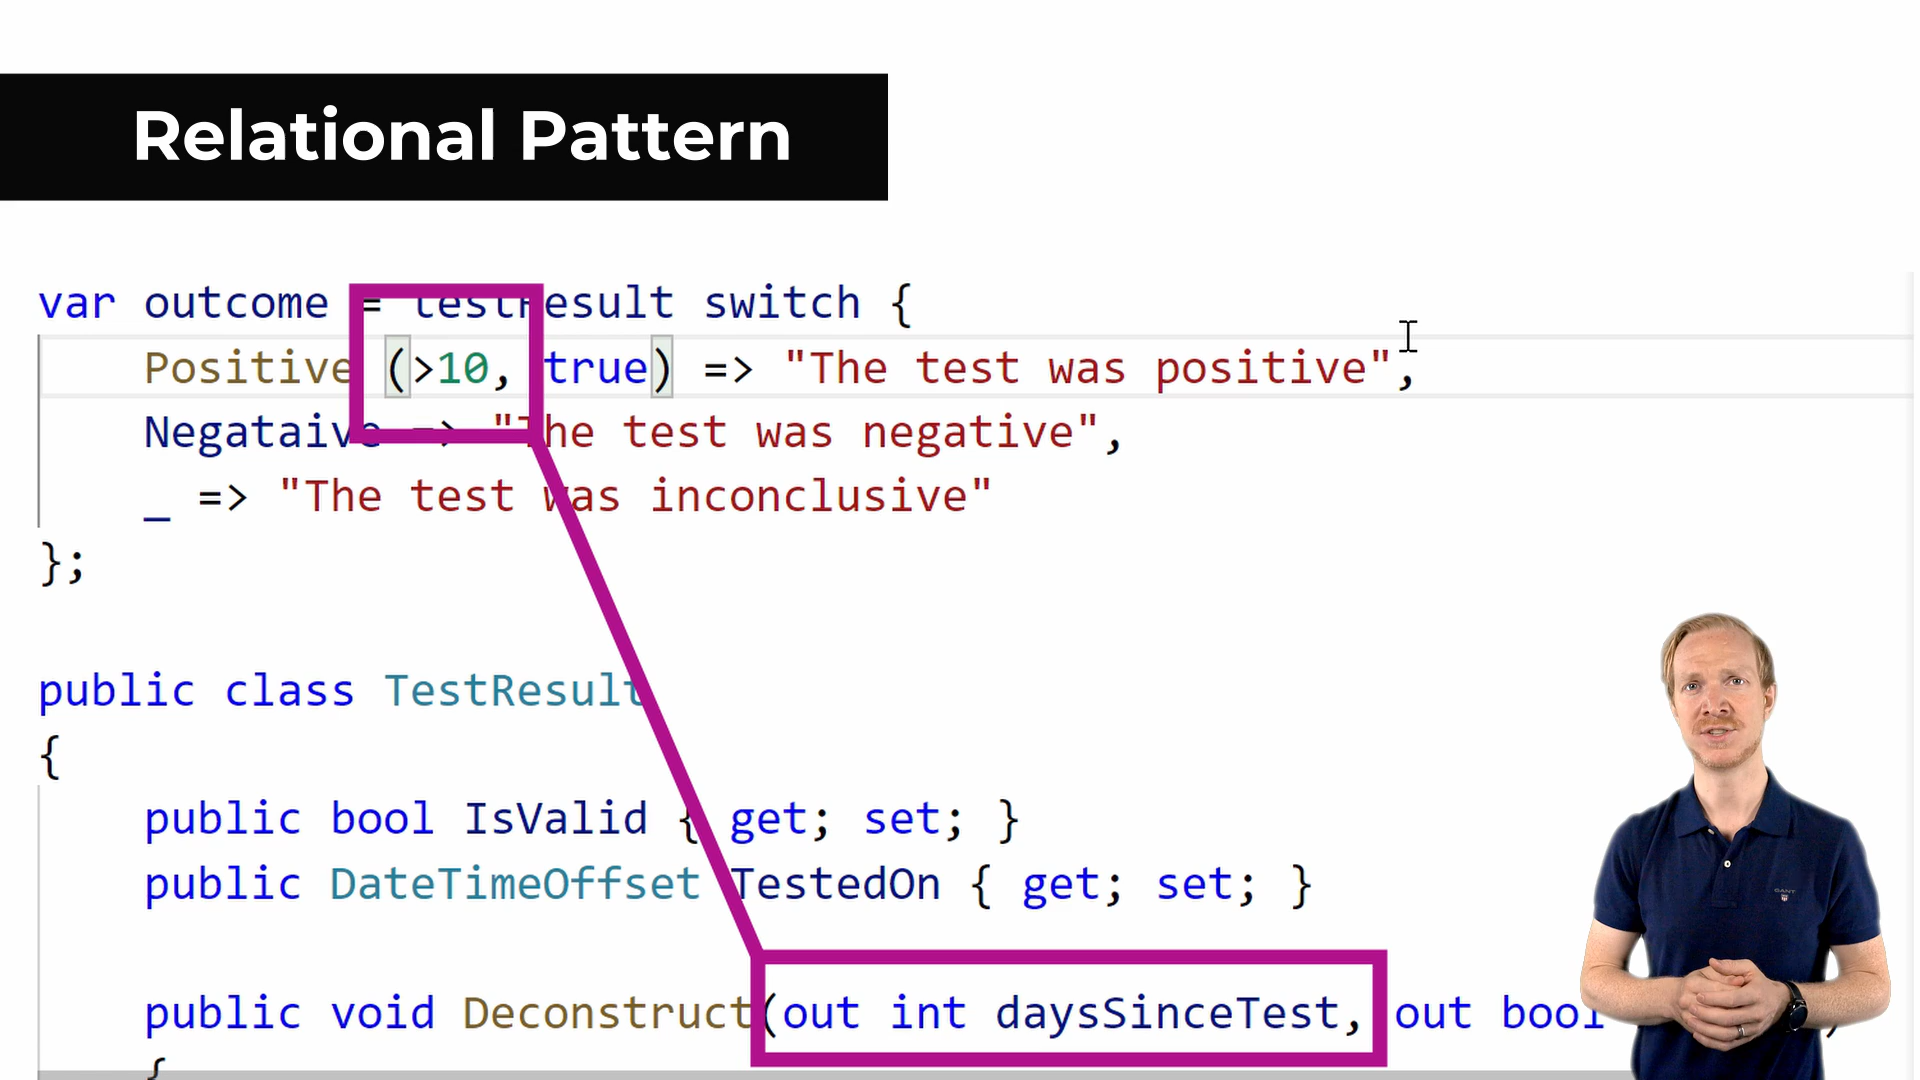 Relational Pattern
var outcome = testResult switch {
Positive (>10, true) => "The test was positive",
Negataive => "The test was negative",
_ => "The test was inconclusive"
};
public class TestResult
{
public bool IsValid { get; set; }
public DateTimeOffset TestedOn { get; set; }
public void Deconstruct(out int daysSinceTest, out bool )
{
GANT